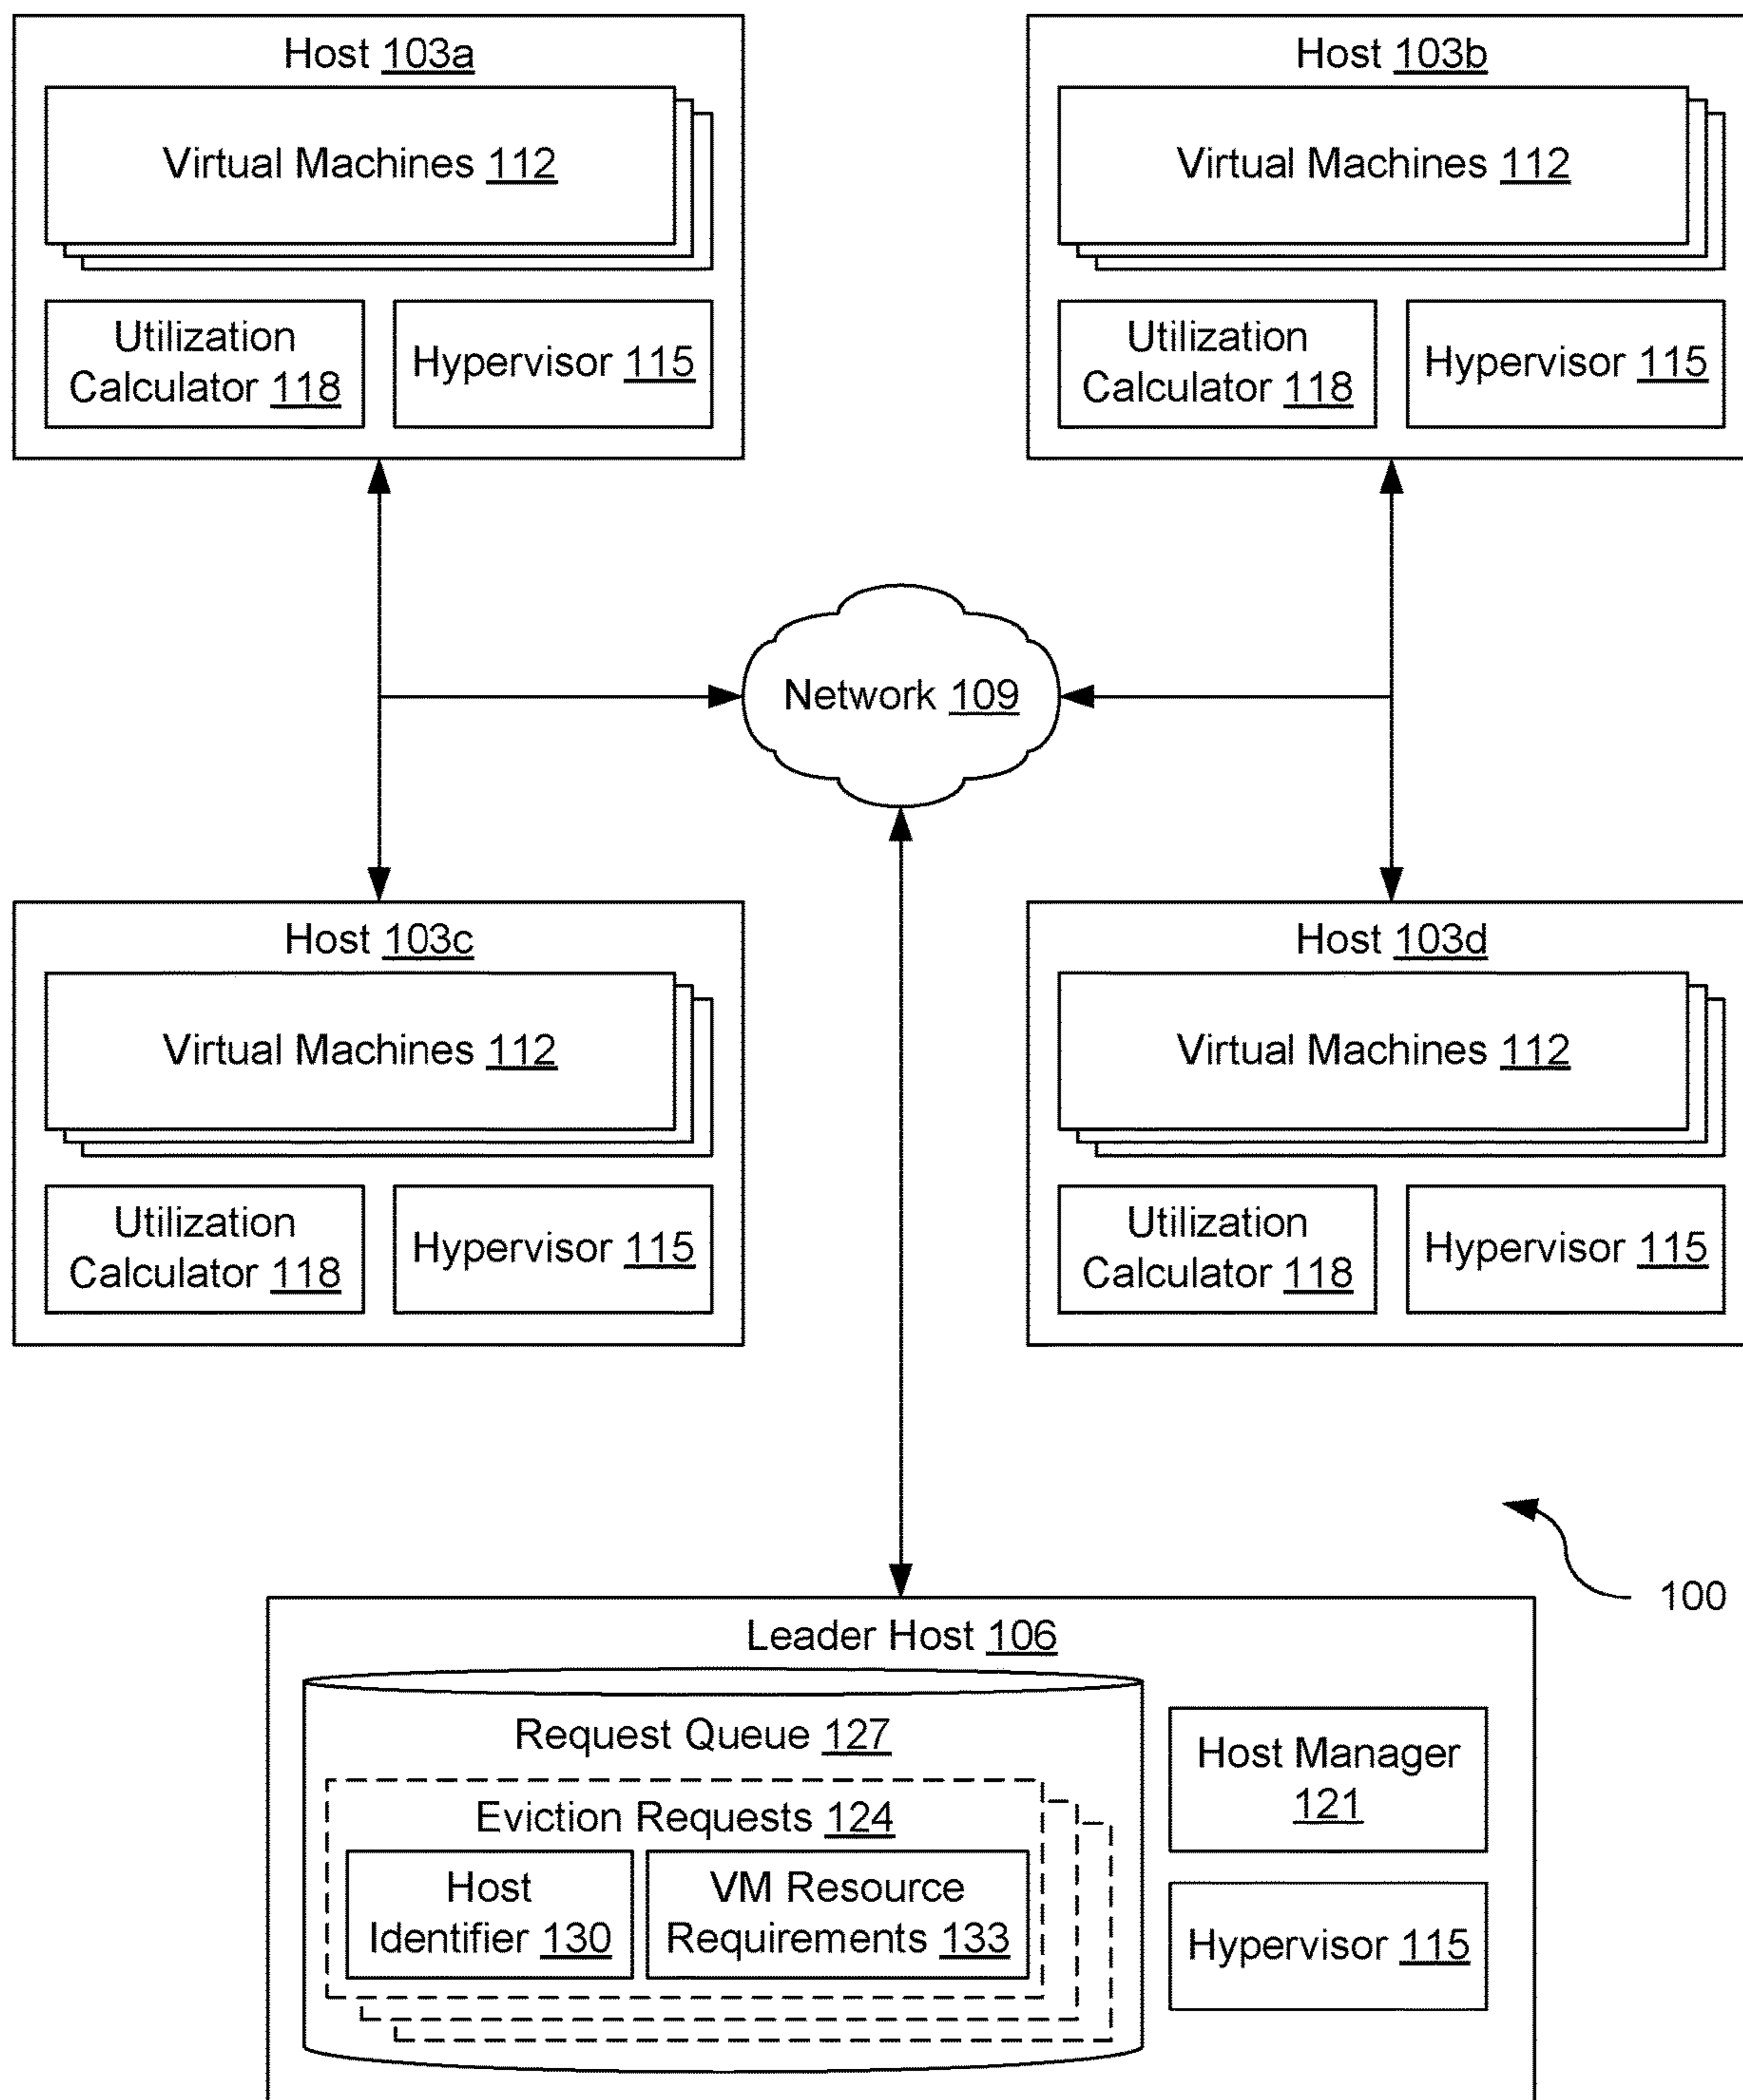 Host 103a
Virtual Machines 112
Utilization
Calculator 118
Hypervisor 115
Host 103b
Virtual Machines 112
Utilization
Calculator 118
Hypervisor 115
Network 109
Host 103c
Virtual Machines 112
Utilization
Calculator 118
Hypervisor 115
Host 103d
Virtual Machines 112
Utilization
Calculator 118
Hypervisor 115
100
Leader Host 106
Request Queue 127
Eviction Requests 124
Host
Identifier 130
VM Resource
Requirements 133
Host Manager
121
Hypervisor 115